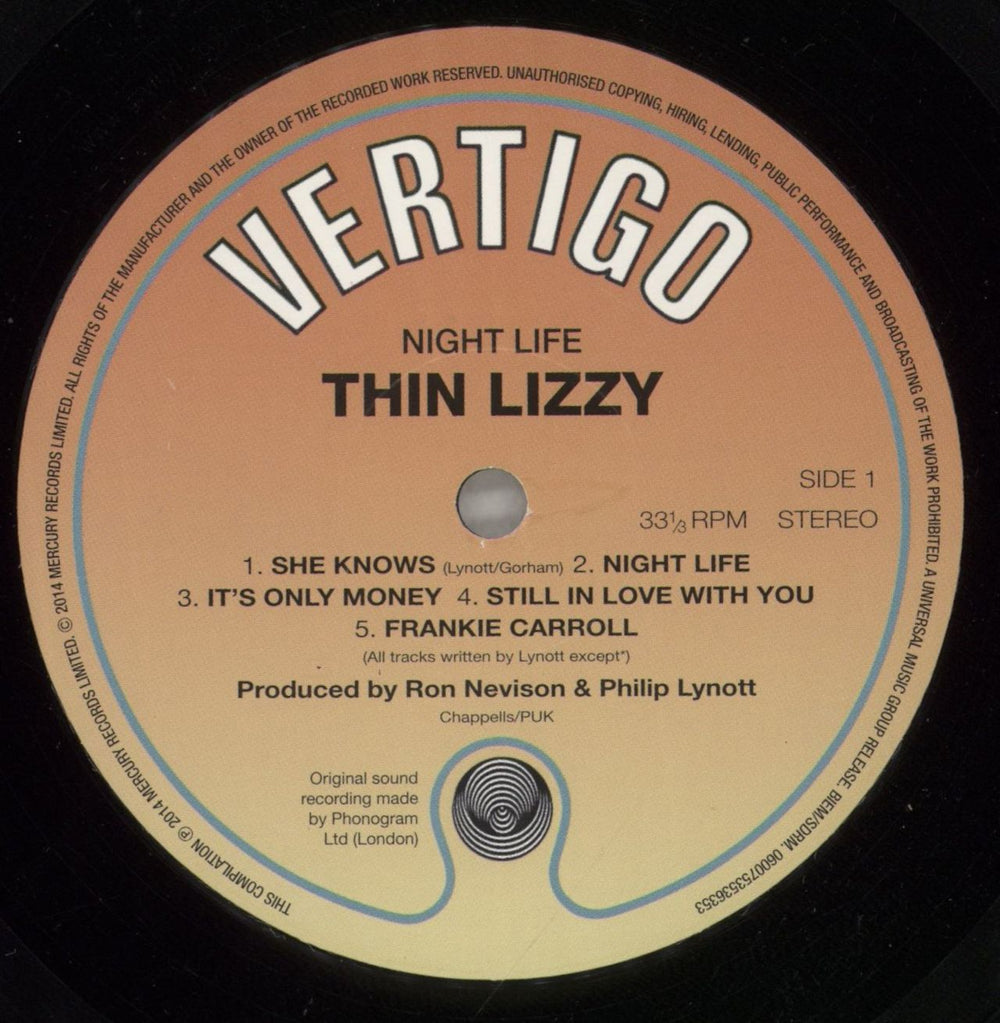 THIS COMPILATION ℗ 2014 MERCURY RECORDS LIMITED. © 2014 MERCURY RECORDS LIMITED. ALL RIGHTS OF THE MANUFACTURER AND THE OWNER OF THE RECORDED WORK RESERVED. UNAUTHORISED COPYING, HIRING, LENDING, PUBLIC PERFORMANCE AND BROADCASTING OF THE WORK PROHIBITED. A UNIVERSAL MUSIC GROUP RELEASE. BIEM/SDRM. 0600753536353
VERTIGO
NIGHT LIFE
THIN LIZZY
SIDE 1
33⅓ RPM STEREO
1. SHE KNOWS (Lynott/Gorham) 2. NIGHT LIFE
3. IT'S ONLY MONEY 4. STILL IN LOVE WITH YOU
5. FRANKIE CARROLL
(All tracks written by Lynott except*)
Produced by Ron Nevison & Philip Lynott
Chappells/PUK
Original sound
recording made
by Phonogram
Ltd (London)